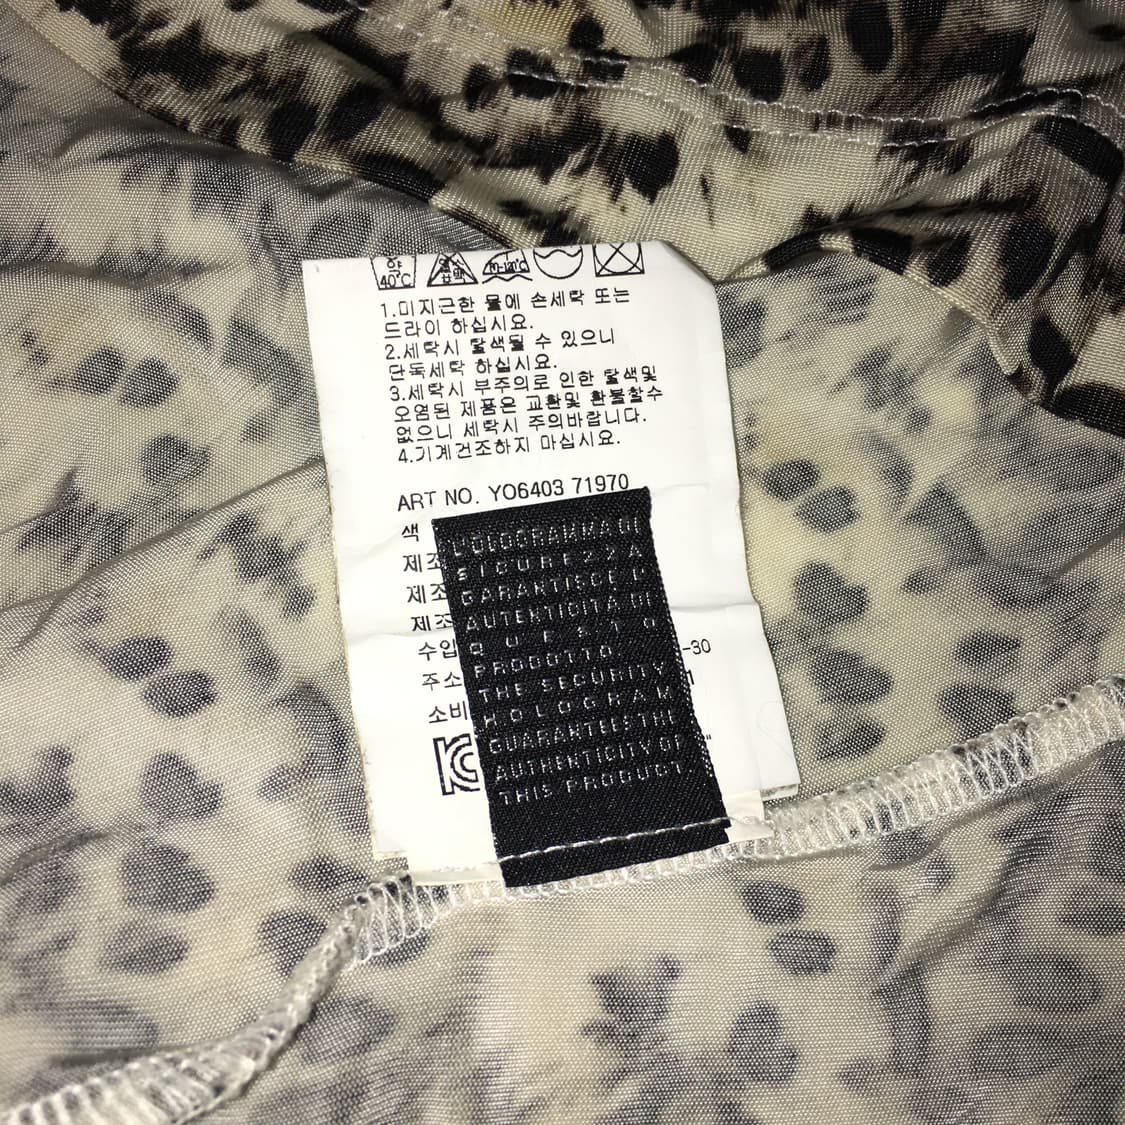 약
40°C
1.미지근한 물에 손세탁 또는
드라이 하십시요.
2.세탁시 탈색될 수 있으니
단독세탁 하십시요.
3.세탁시 부주의로 인한 탈색및
오염된 제품은 교환및 환불할수
없으니 세탁시 주의바랍니다.
4.기계건조하지 마십시요.
ART NO. YO6403 71970
색
제조
제조
제조
수입
-30
주소
1
소비
L'OLOGRAMMA DI
SICUREZZA
GARANTISCE L'
AUTENTICITA DI
QUESTO
PRODOTTO.
THE SECURITY
HOLOGRAM
GUARANTEES THE
AUTHENTICITY OF
THIS PRODUCT.